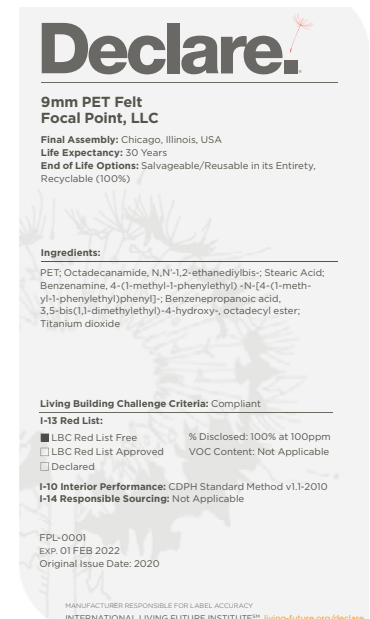 Declare.
9mm PET Felt
Focal Point, LLC
Final Assembly: Chicago, Illinois, USA
Life Expectancy: 30 Years
End of Life Options: Salvageable/Reusable in its Entirety,
Recyclable (100%)
Ingredients:
PET; Octadecanamide, N,N'-1,2-ethanediylbis-; Stearic Acid;
Benzenamine, 4-(1-methyl-1-phenylethyl) -N-[4-(1-meth-
yl-1-phenylethyl)phenyl]-; Benzenepropanoic acid,
3,5-bis(1,1-dimethylethyl)-4-hydroxy-, octadecyl ester;
Titanium dioxide
Living Building Challenge Criteria: Compliant
I-13 Red List:
LBC Red List Free % Disclosed: 100% at 100ppm
LBC Red List Approved VOC Content: Not Applicable
Declared
I-10 Interior Performance: CDPH Standard Method v1.1-2010
I-14 Responsible Sourcing: Not Applicable
FPL-0001
EXP. 01 FEB 2022
Original Issue Date: 2020
MANUFACTURER RESPONSIBLE FOR LABEL ACCURACY
INTERNATIONAL LIVING FUTURE INSTITUTE℠ living-future.org/declare